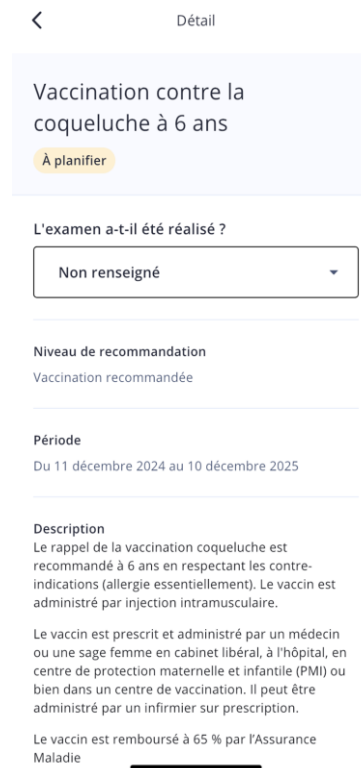 Détail
Vaccination contre la
coqueluche à 6 ans
À planifier
L'examen a-t-il été réalisé ?
Non renseigné
Niveau de recommandation
Vaccination recommandée
Période
Du 11 décembre 2024 au 10 décembre 2025
Description
Le rappel de la vaccination coqueluche est
recommandé à 6 ans en respectant les contre-
indications (allergie essentiellement). Le vaccin est
administré par injection intramusculaire.
Le vaccin est prescrit et administré par un médecin
ou une sage femme en cabinet libéral, à l'hôpital, en
centre de protection maternelle et infantile (PMI) ou
bien dans un centre de vaccination. Il peut être
administré par un infirmier sur prescription.
Le vaccin est remboursé à 65 % par l'Assurance
Maladie